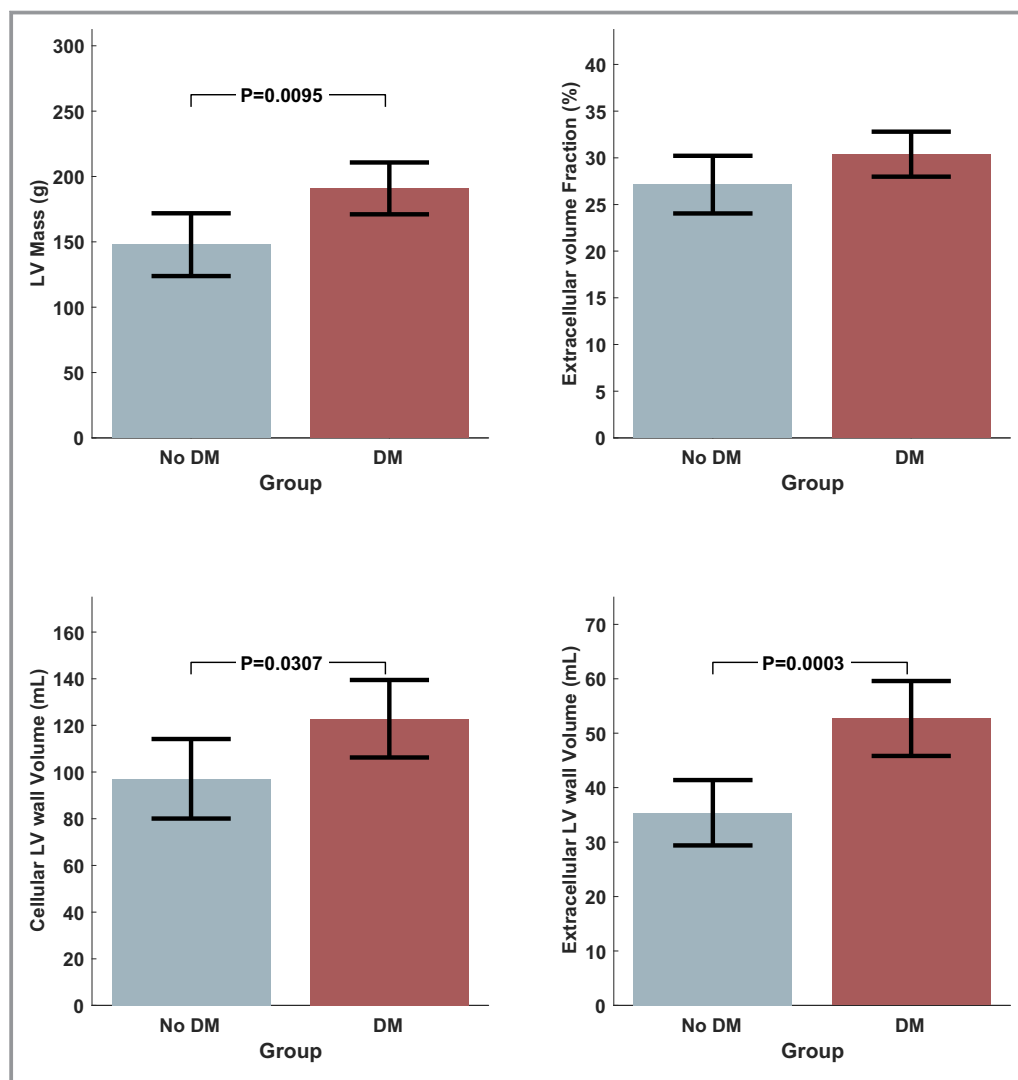 LV Mass (g)
300
250
200
150
100
50
0
P=0.0095
No DM
DM
Group
Extracellular volume Fraction (%)
40
35
30
25
20
15
10
5
0
No DM
DM
Group
Cellular LV wall Volume (mL)
160
140
120
100
80
60
40
20
0
P=0.0307
No DM
DM
Group
Extracellular LV wall Volume (mL)
70
60
50
40
30
20
10
0
P=0.0003
No DM
DM
Group